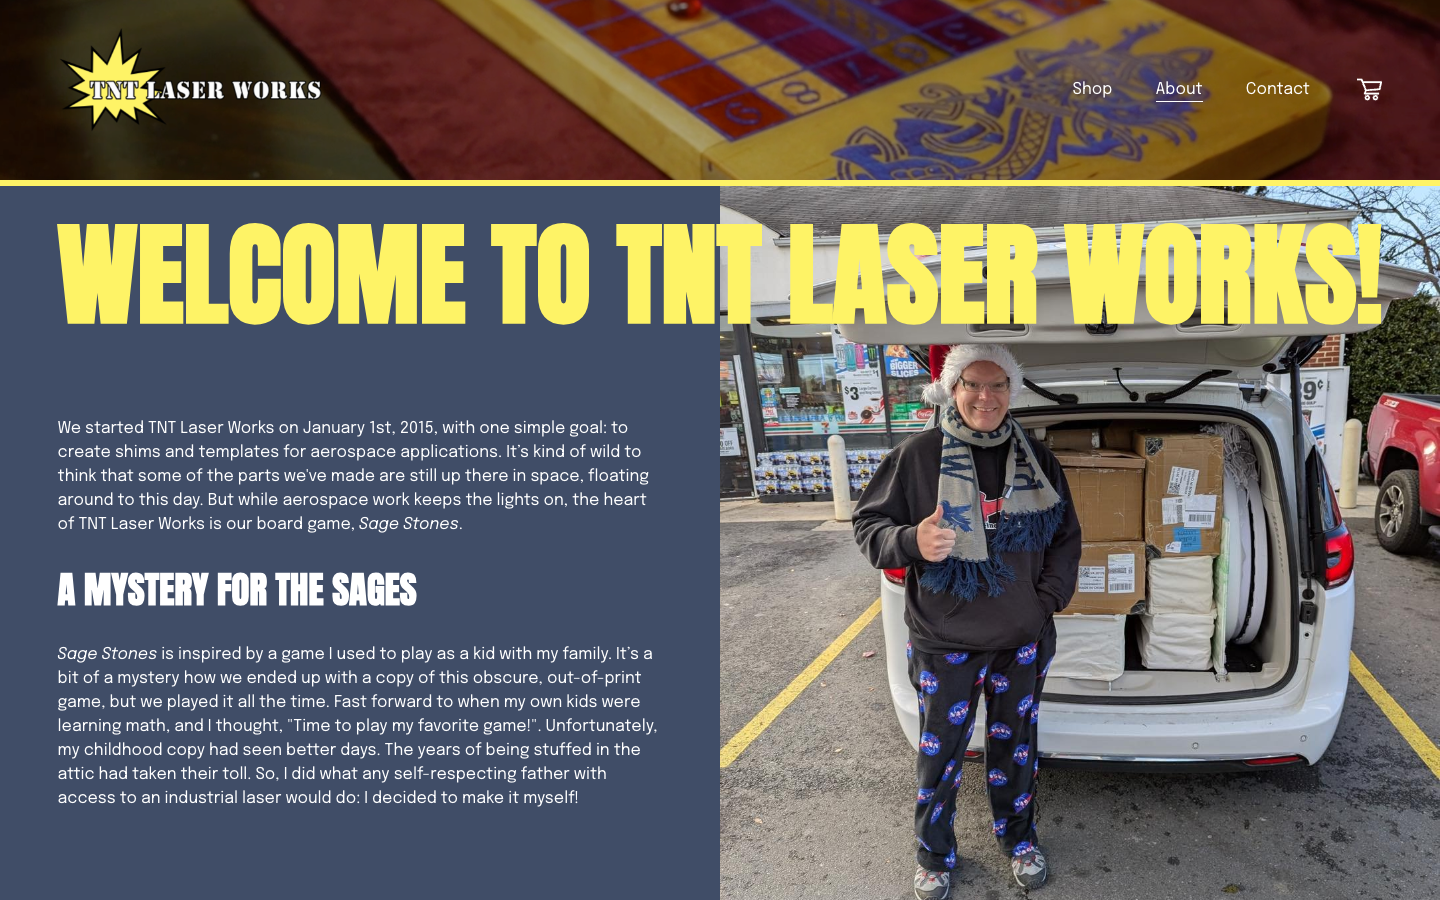 TNT LASER WORKS
Shop
About
Contact
WELCOME TO TNT LASER WORKS!
We started TNT Laser Works on January 1st, 2015, with one simple goal: to
create shims and templates for aerospace applications. It’s kind of wild to
think that some of the parts we've made are still up there in space, floating
around to this day. But while aerospace work keeps the lights on, the heart
of TNT Laser Works is our board game, Sage Stones.
A MYSTERY FOR THE SAGES
Sage Stones is inspired by a game I used to play as a kid with my family. It’s a
bit of a mystery how we ended up with a copy of this obscure, out-of-print
game, but we played it all the time. Fast forward to when my own kids were
learning math, and I thought, "Time to play my favorite game!". Unfortunately,
my childhood copy had seen better days. The years of being stuffed in the
attic had taken their toll. So, I did what any self-respecting father with
access to an industrial laser would do: I decided to make it myself!
BIGGER
SLICES
$1
$3
9¢
NASA